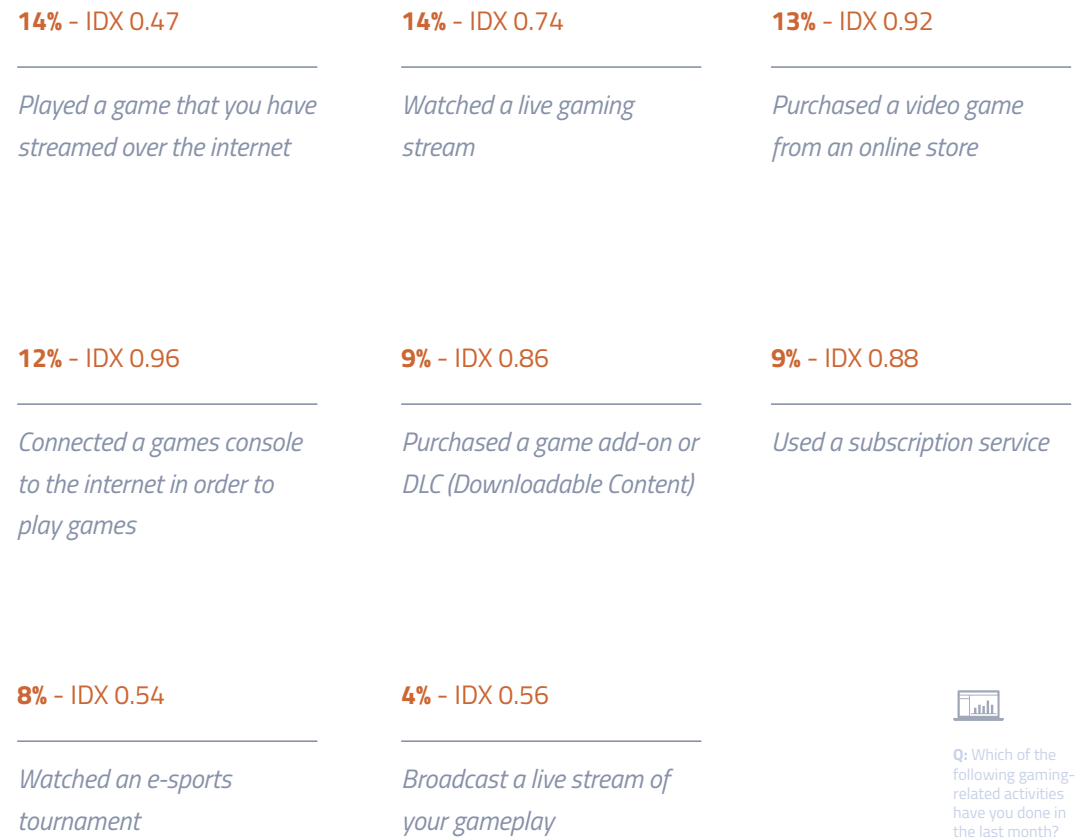 14% - IDX 0.47
Played a game that you have
streamed over the internet
14% - IDX 0.74
Watched a live gaming
stream
13% - IDX 0.92
Purchased a video game
from an online store
12% - IDX 0.96
Connected a games console
to the internet in order to
play games
9% - IDX 0.86
Purchased a game add-on or
DLC (Downloadable Content)
9% - IDX 0.88
Used a subscription service
8% - IDX 0.54
Watched an e-sports
tournament
4% - IDX 0.56
Broadcast a live stream of
your gameplay
Q: Which of the
following gaming-
related activities
have you done in
the last month?